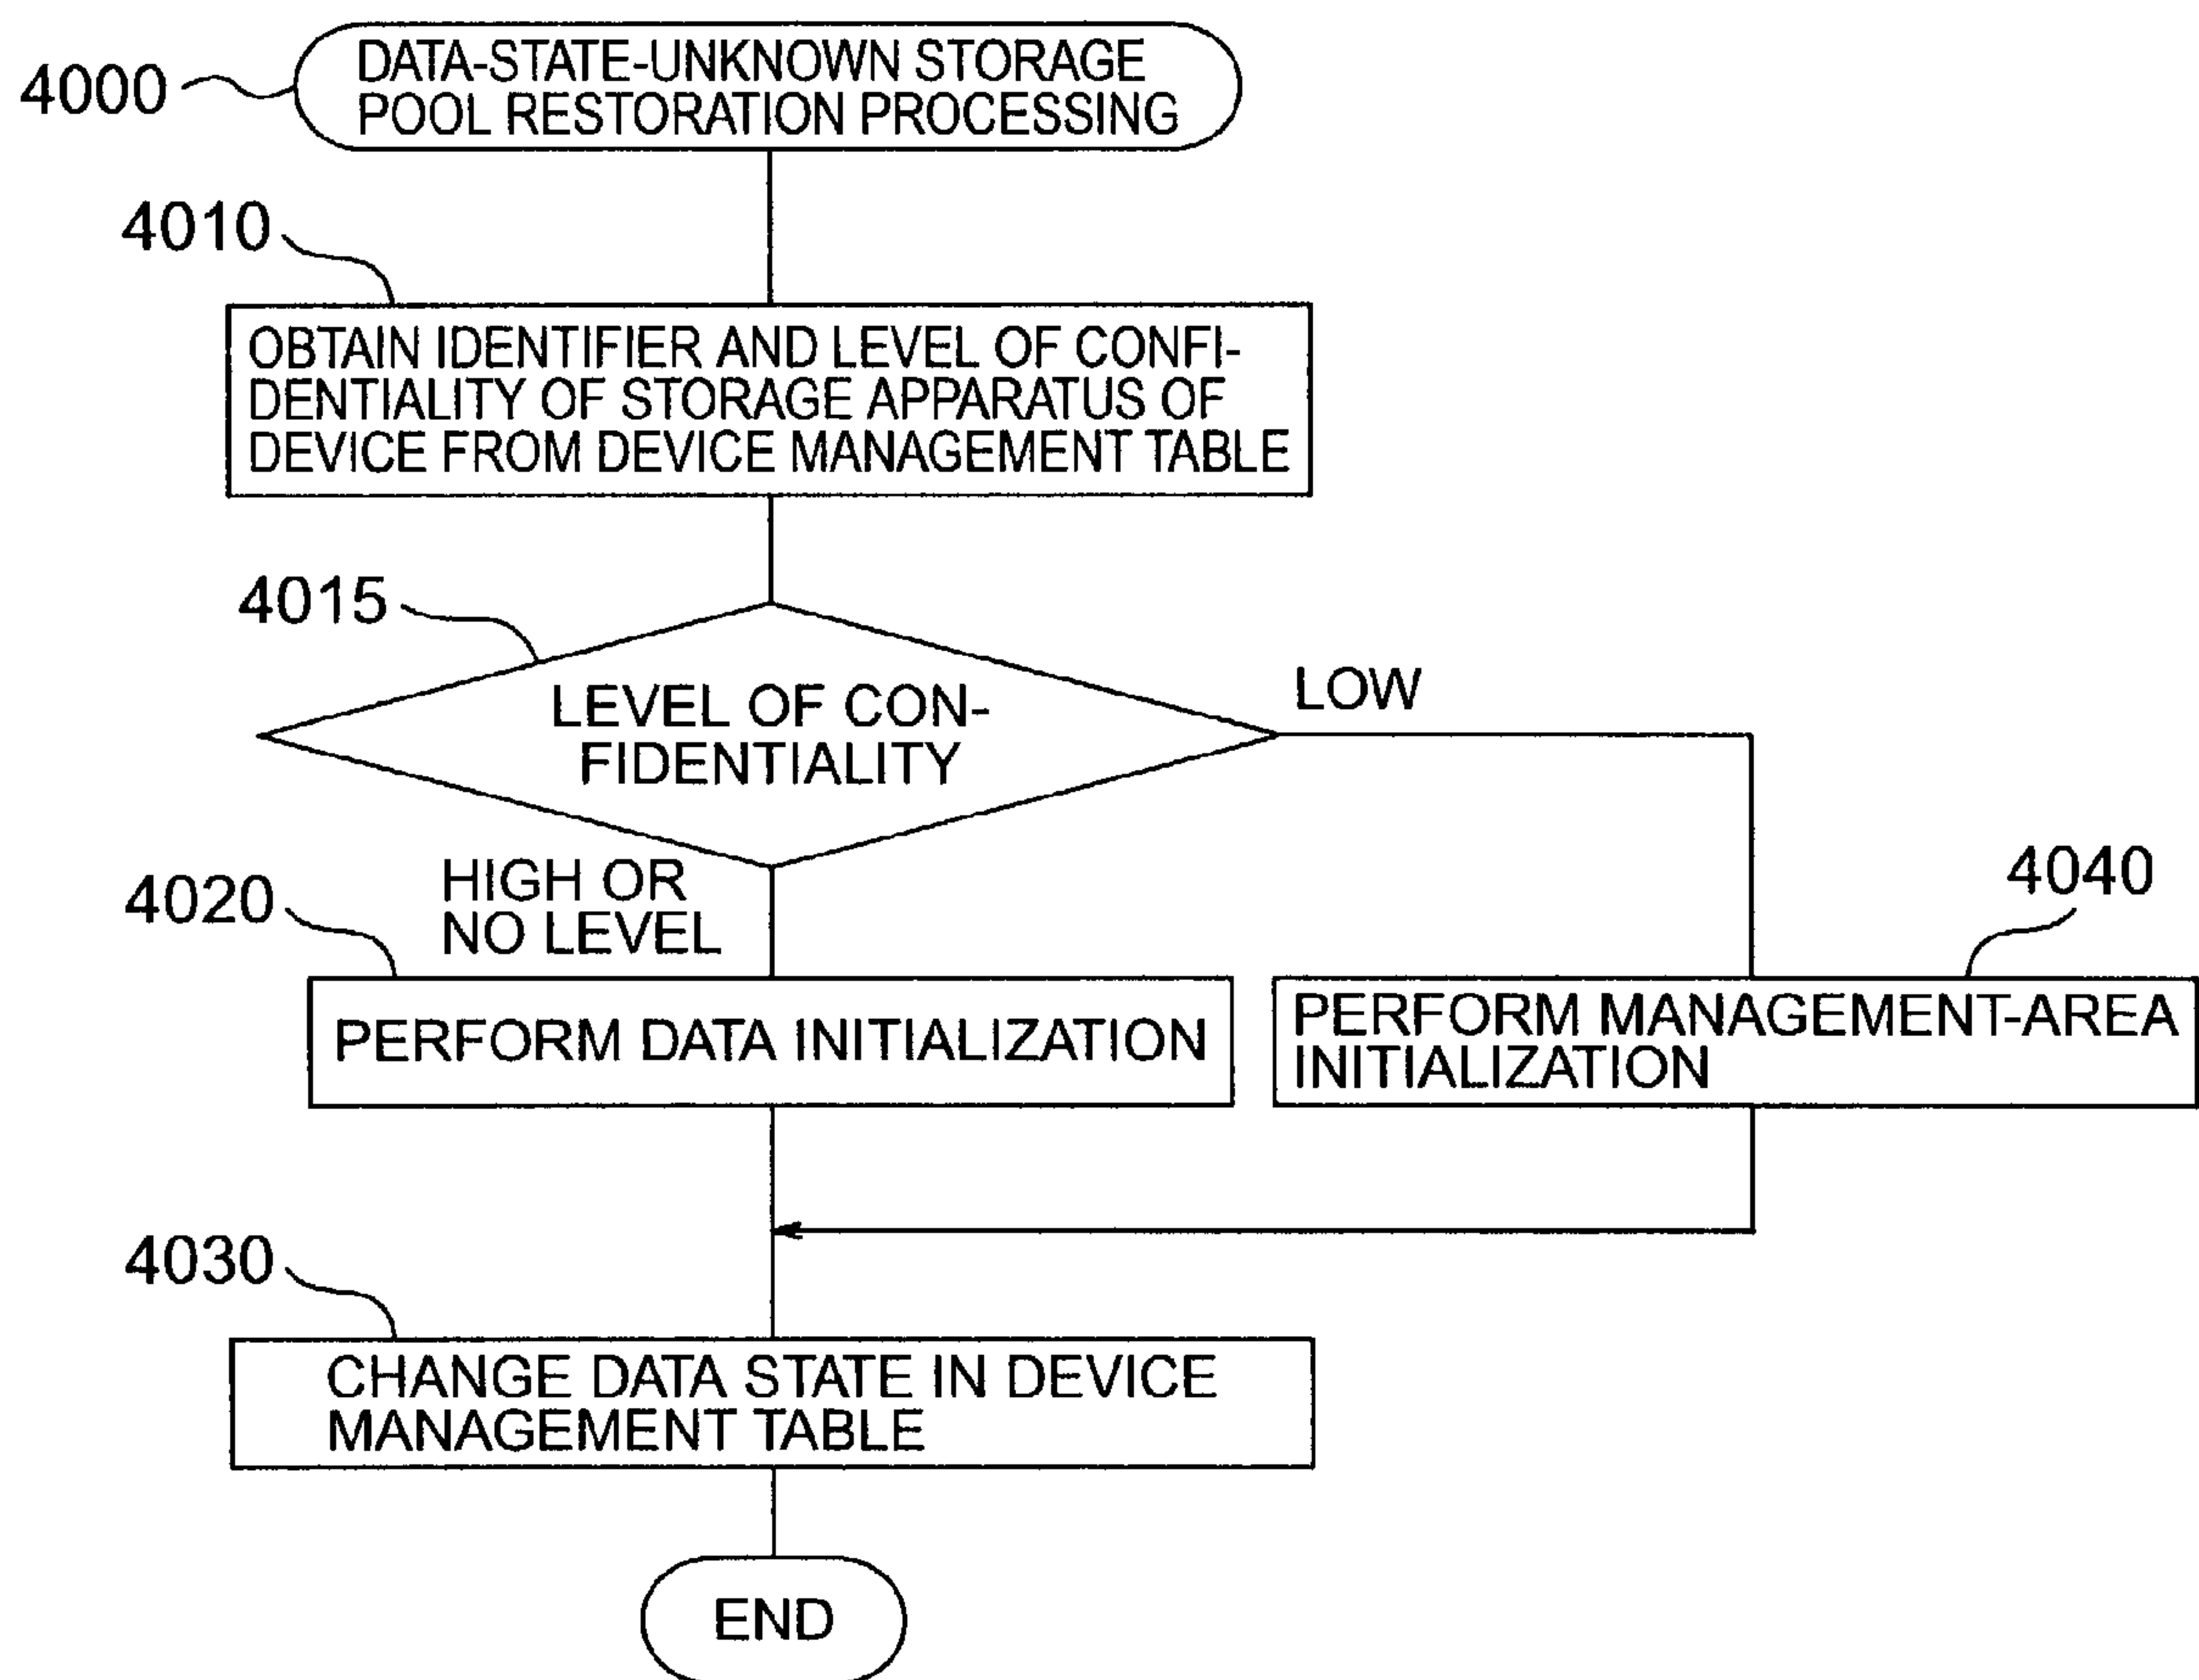 4000
DATA-STATE-UNKNOWN STORAGE
POOL RESTORATION PROCESSING
4010
OBTAIN IDENTIFIER AND LEVEL OF CONFI-
DENTIALITY OF STORAGE APPARATUS OF
DEVICE FROM DEVICE MANAGEMENT TABLE
4015
LEVEL OF CON-
FIDENTIALITY
LOW
HIGH OR
NO LEVEL
4020
PERFORM DATA INITIALIZATION
4040
PERFORM MANAGEMENT-AREA
INITIALIZATION
4030
CHANGE DATA STATE IN DEVICE
MANAGEMENT TABLE
END